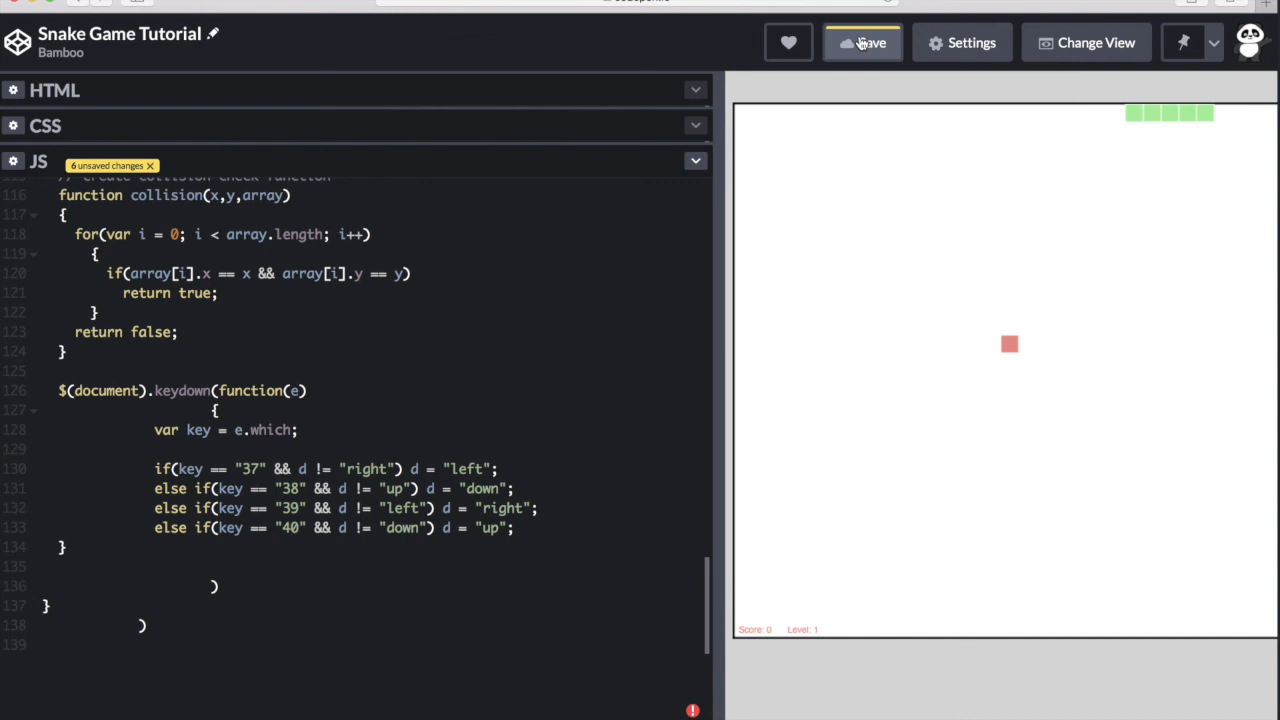 Snake Game Tutorial
Bamboo
Save
Settings
Change View
HTML
CSS
JS
6 unsaved changes ×
// create collision check function
116 function collision(x,y,array)
117 {
118 for(var i = 0; i < array.length; i++)
119 {
120 if(array[i].x == x && array[i].y == y)
121 return true;
122 }
123 return false;
124 }
125
126 $(document).keydown(function(e)
127 {
128 var key = e.which;
129
130 if(key == "37" && d != "right") d = "left";
131 else if(key == "38" && d != "up") d = "down";
132 else if(key == "39" && d != "left") d = "right";
133 else if(key == "40" && d != "down") d = "up";
134 }
135
136 )
137 }
138 )
139
Score: 0 Level: 1